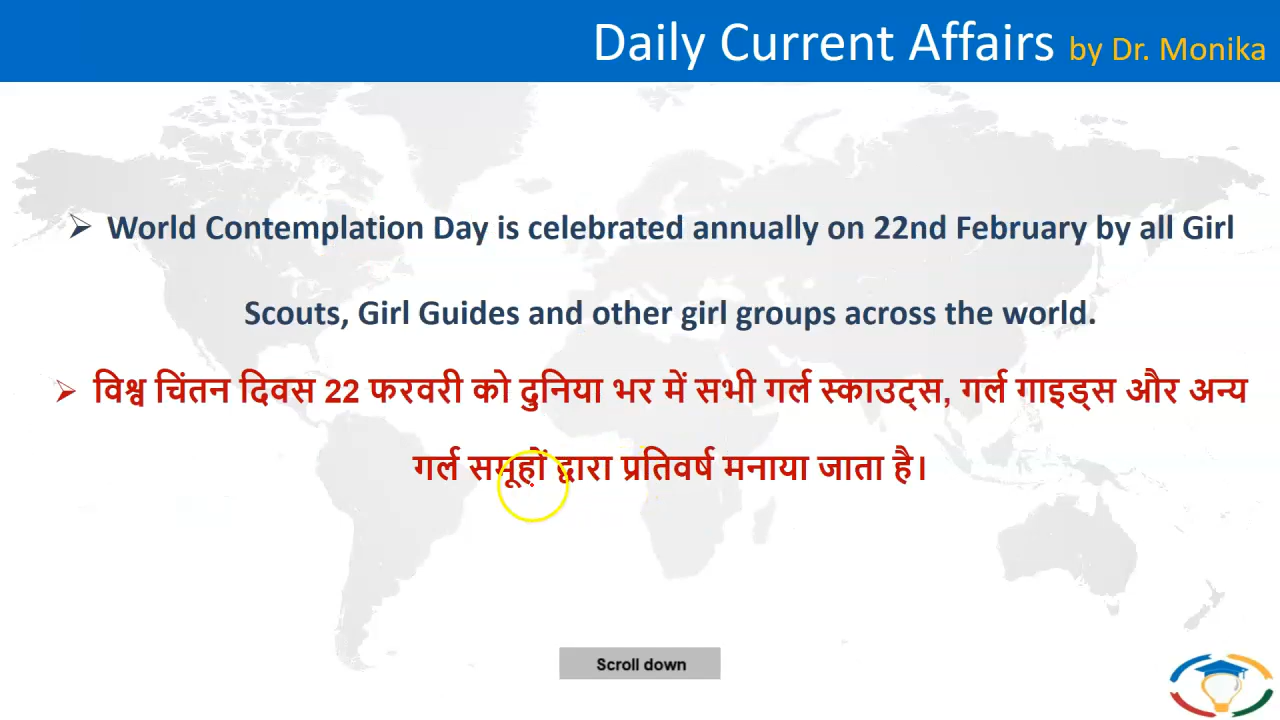 Daily Current Affairs by Dr. Monika
World Contemplation Day is celebrated annually on 22nd February by all Girl
Scouts, Girl Guides and other girl groups across the world.
विश्व चिंतन दिवस 22 फरवरी को दुनिया भर में सभी गर्ल स्काउट्स, गर्ल गाइड्स और अन्य
गर्ल समूहों द्वारा प्रतिवर्ष मनाया जाता है।
Scroll down